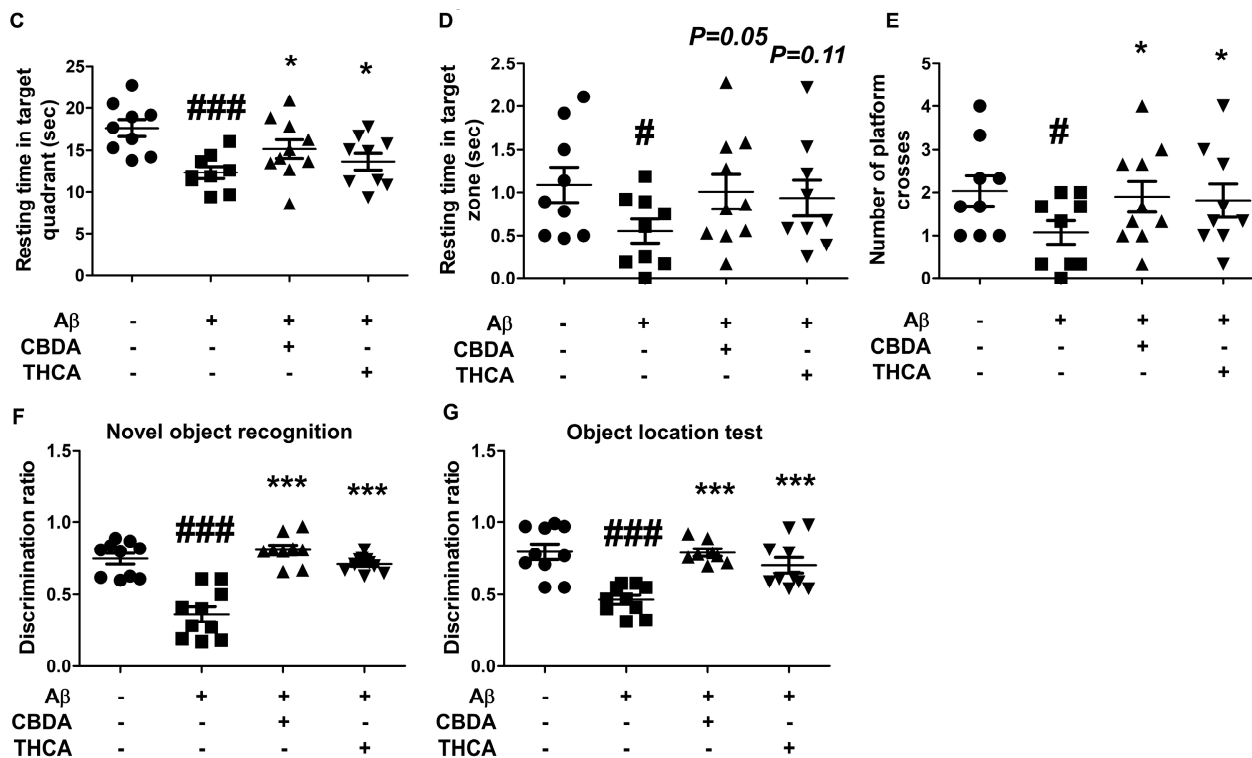 C
Resting time in target
quadrant (sec)
25
20
15
10
5
0
###
*
*
Aβ - + + +
CBDA - - + -
THCA - - - +
D
Resting time in target
zone (sec)
2.5
2.0
1.5
1.0
0.5
0.0
#
P=0.05
P=0.11
Aβ - + + +
CBDA - - + -
THCA - - - +
E
Number of platform
crosses
5
4
3
2
1
0
#
*
*
Aβ - + + +
CBDA - - + -
THCA - - - +
F
Novel object recognition
Discrimination ratio
1.5
1.0
0.5
0.0
###
***
***
Aβ - + + +
CBDA - - + -
THCA - - - +
G
Object location test
Discrimination ratio
1.5
1.0
0.5
0.0
###
***
***
Aβ - + + +
CBDA - - + -
THCA - - - +